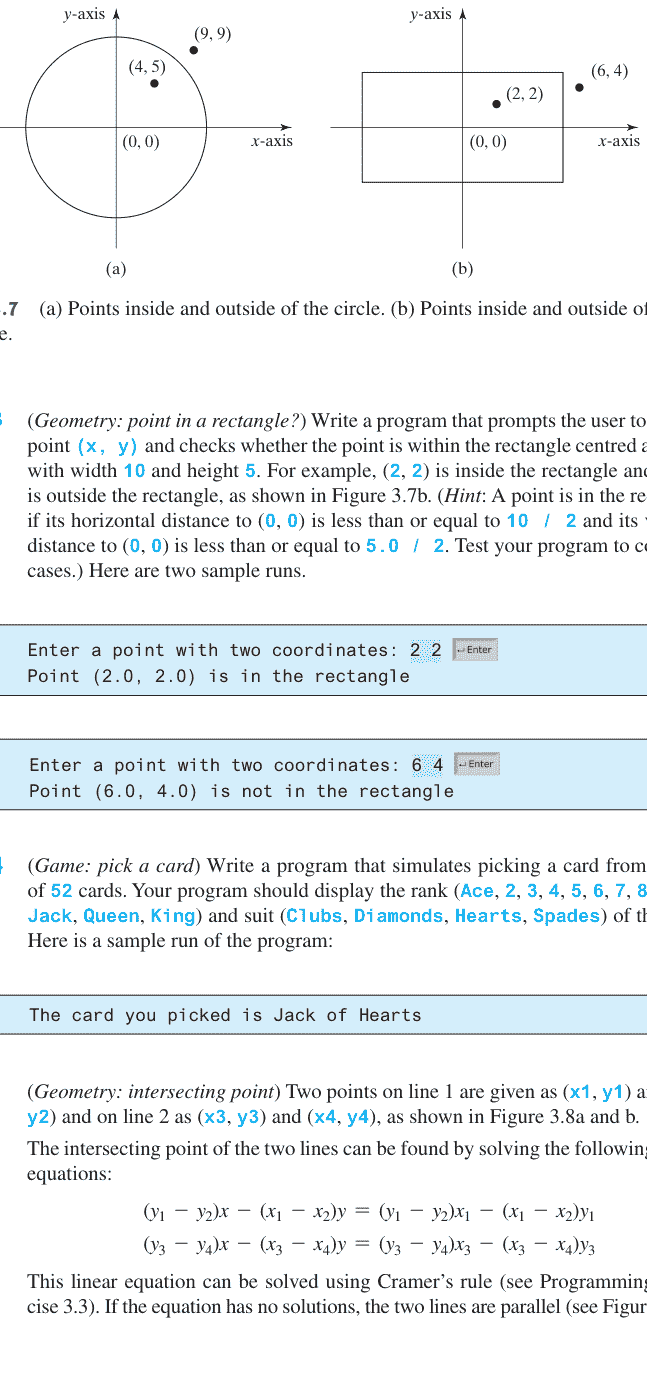 y-axis
y-axis
(9, 9)
(4, 5)
(6, 4)
(2, 2)
(0, 0)
x-axis
(0, 0)
x-axis
(a)
(b)
.7 (a) Points inside and outside of the circle. (b) Points inside and outside of
e.
(Geometry: point in a rectangle?) Write a program that prompts the user to
point (x, y) and checks whether the point is within the rectangle centred
with width 10 and height 5. For example, (2, 2) is inside the rectangle and
is outside the rectangle, as shown in Figure 3.7b. (Hint: A point is in the re
if its horizontal distance to (0, 0) is less than or equal to 10 / 2 and its
distance to (0, 0) is less than or equal to 5.0 / 2. Test your program to co
cases.) Here are two sample runs.
Enter a point with two coordinates: 2 2 ↵Enter
Point (2.0, 2.0) is in the rectangle
Enter a point with two coordinates: 6 4 ↵Enter
Point (6.0, 4.0) is not in the rectangle
(Game: pick a card) Write a program that simulates picking a card from
of 52 cards. Your program should display the rank (Ace, 2, 3, 4, 5, 6, 7, 8
Jack, Queen, King) and suit (Clubs, Diamonds, Hearts, Spades) of th
Here is a sample run of the program:
The card you picked is Jack of Hearts
(Geometry: intersecting point) Two points on line 1 are given as (x1, y1) a
y2) and on line 2 as (x3, y3) and (x4, y4), as shown in Figure 3.8a and b.
The intersecting point of the two lines can be found by solving the following
equations:
(y₁ − y₂)x − (x₁ − x₂)y = (y₁ − y₂)x₁ − (x₁ − x₂)y₁
(y₃ − y₄)x − (x₃ − x₄)y = (y₃ − y₄)x₃ − (x₃ − x₄)y₃
This linear equation can be solved using Cramer's rule (see Programming
cise 3.3). If the equation has no solutions, the two lines are parallel (see Figur